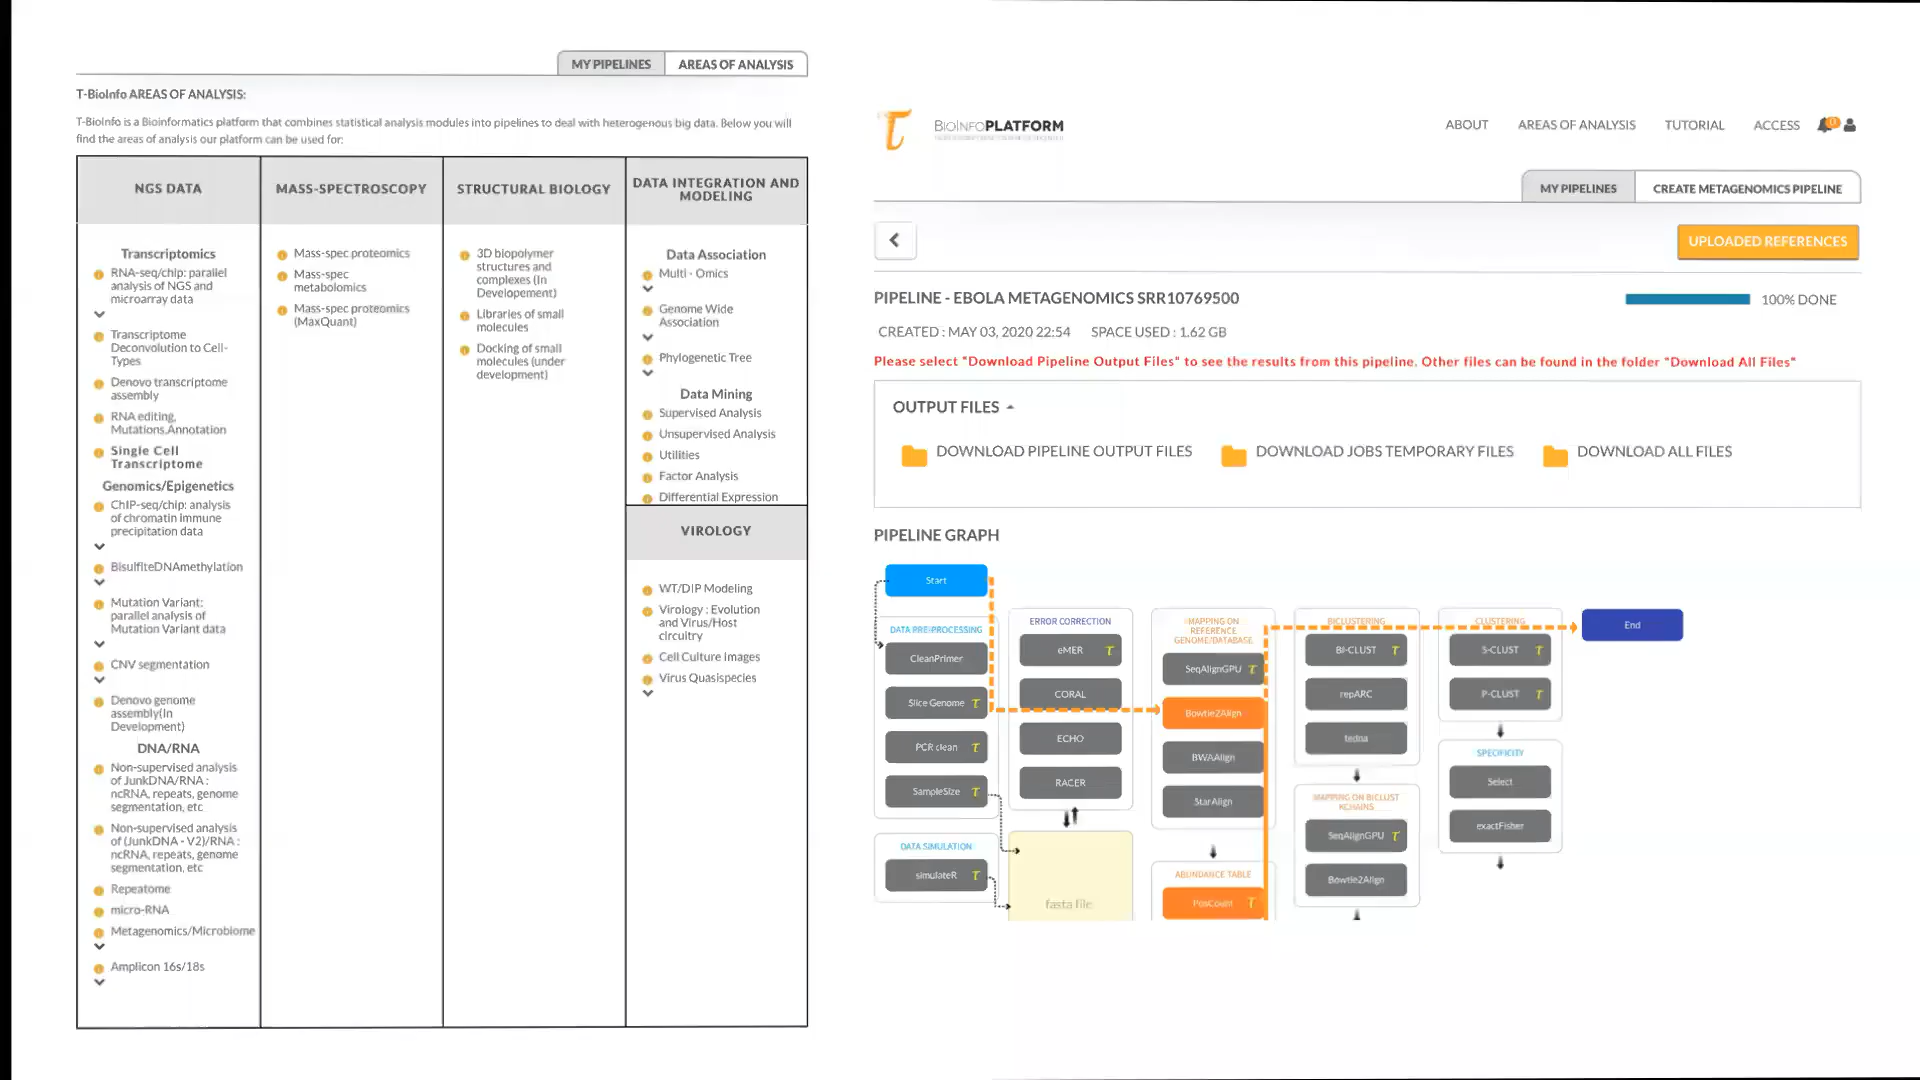 MY PIPELINES
AREAS OF ANALYSIS
T-BioInfo AREAS OF ANALYSIS:
T-BioInfo is a Bioinformatics platform that combines statistical analysis modules into pipelines to deal with heterogenous big data. Below you will
find the areas of analysis our platform can be used for:
NGS DATA
Transcriptomics
RNA-seq/chip: parallel
analysis of NGS and
microarray data
Transcriptome
Deconvolution to Cell-
Types
Denovo transcriptome
assembly
RNA editing,
Mutations.Annotation
Single Cell
Transcriptome
Genomics/Epigenetics
ChIP-seq/chip: analysis
of chromatin immune
precipitation data
BisulfiteDNAmethylation
Mutation Variant:
parallel analysis of
Mutation Variant data
CNV segmentation
Denovo genome
assembly(In
Development)
DNA/RNA
Non-supervised analysis
of JunkDNA/RNA :
ncRNA, repeats, genome
segmentation, etc
Non-supervised analysis
of (JunkDNA - V2)/RNA :
ncRNA, repeats, genome
segmentation, etc
Repeatome
micro-RNA
Metagenomics/Microbiome
Amplicon 16s/18s
MASS-SPECTROSCOPY
Mass-spec proteomics
Mass-spec
metabolomics
Mass-spec proteomics
(MaxQuant)
STRUCTURAL BIOLOGY
3D biopolymer
structures and
complexes (In
Developement)
Libraries of small
molecules
Docking of small
molecules (under
development)
DATA INTEGRATION AND
MODELING
Data Association
Multi - Omics
Genome Wide
Association
Phylogenetic Tree
Data Mining
Supervised Analysis
Unsupervised Analysis
Utilities
Factor Analysis
Differential Expression
VIROLOGY
WT/DIP Modeling
Virology : Evolution
and Virus/Host
circuitry
Cell Culture Images
Virus Quasispecies
BIOINFOPLATFORM
ABOUT
AREAS OF ANALYSIS
TUTORIAL
ACCESS
MY PIPELINES
CREATE METAGENOMICS PIPELINE
UPLOADED REFERENCES
PIPELINE - EBOLA METAGENOMICS SRR10769500
100% DONE
CREATED : MAY 03, 2020 22:54 SPACE USED : 1.62 GB
Please select "Download Pipeline Output Files" to see the results from this pipeline. Other files can be found in the folder "Download All Files"
OUTPUT FILES
DOWNLOAD PIPELINE OUTPUT FILES
DOWNLOAD JOBS TEMPORARY FILES
DOWNLOAD ALL FILES
PIPELINE GRAPH
Start
DATA PRE-PROCESSING
CleanPrimer
Slice Genome T
PCR clean T
SampleSize T
DATA SIMULATION
simulateR T
ERROR CORRECTION
eMER T
CORAL
ECHO
RACER
fasta file
MAPPING ON
REFERENCE
GENOME/DATABASE
SeqAlignGPU T
Bowtie2Align
BWAAlign
StarAlign
ABUNDANCE TABLE
PosCount T
BICLUSTERING
BI-CLUST T
repARC
tedna
MAPPING ON BICLUST
KCHAINS
SeqAlignGPU T
Bowtie2Align
CLUSTERING
S-CLUST T
P-CLUST T
SPECIFICITY
Select
exactFisher
End